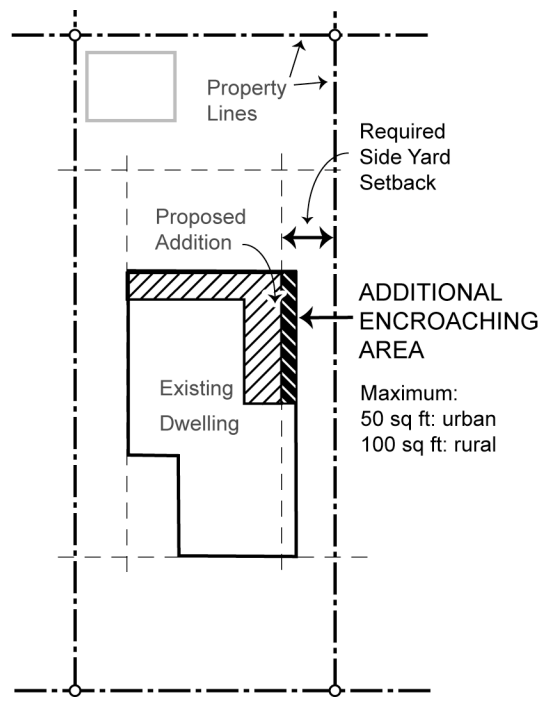 Property
Lines
Required
Side Yard
Setback
Proposed
Addition
ADDITIONAL
ENCROACHING
AREA
Existing
Dwelling
Maximum:
50 sq ft: urban
100 sq ft: rural